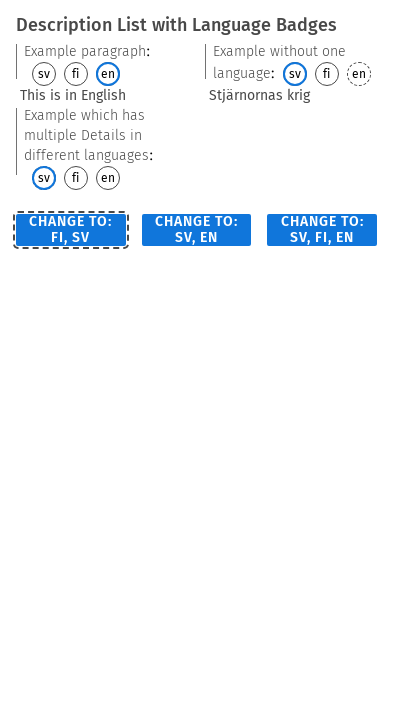 Description List with Language Badges
Example paragraph:
sv fi en
This is in English
Example without one
language: sv fi en
Stjärnornas krig
Example which has
multiple Details in
different languages:
sv fi en
CHANGE TO:
FI, SV
CHANGE TO:
SV, EN
CHANGE TO:
SV, FI, EN